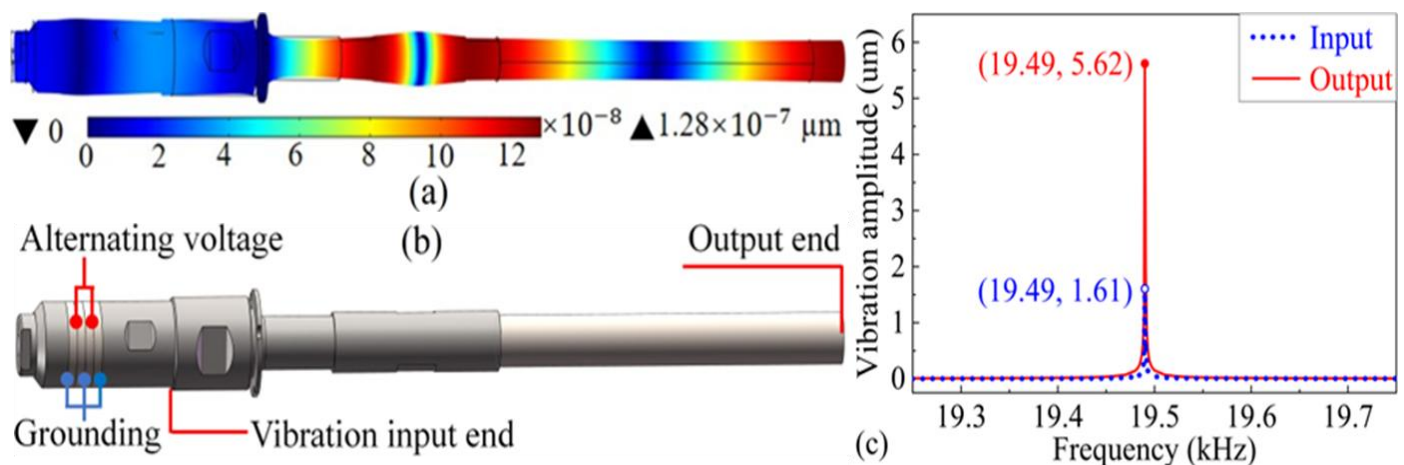 ▼ 0
×10⁻⁸ ▲1.28×10⁻⁷ µm
0 2 4 6 8 10 12
(a)
Alternating voltage
(b)
Output end
Grounding
Vibration input end
Vibration amplitude (um)
6
5
4
3
2
1
0
Input
Output
(19.49, 5.62)
(19.49, 1.61)
19.3 19.4 19.5 19.6 19.7
(c)
Frequency (kHz)